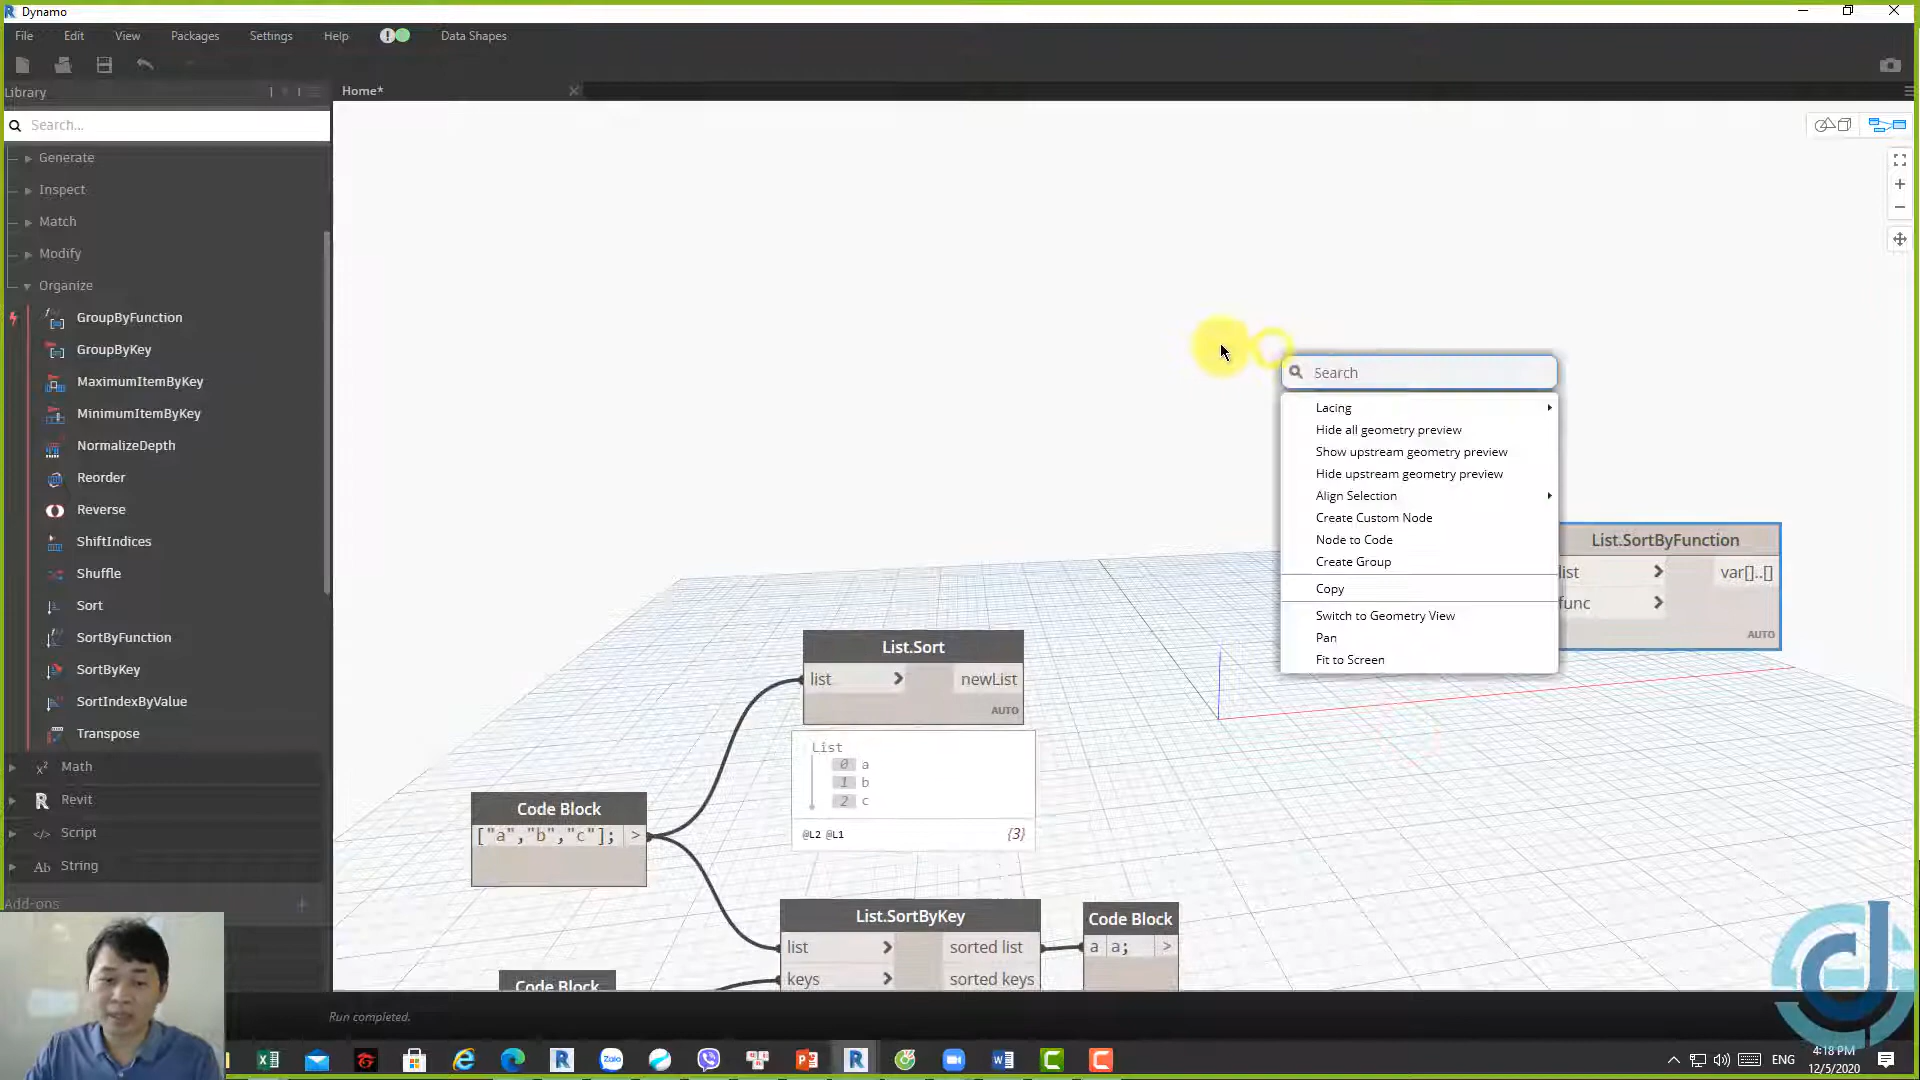 Dynamo
File Edit View Packages Settings Help ! Data Shapes
Library
Home*
Search...
Generate
Inspect
Match
Modify
Organize
GroupByFunction
GroupByKey
MaximumItemByKey
MinimumItemByKey
NormalizeDepth
Reorder
Reverse
ShiftIndices
Shuffle
Sort
SortByFunction
SortByKey
SortIndexByValue
Transpose
Math
Revit
Script
String
Add-ons
Search
Lacing
Hide all geometry preview
Show upstream geometry preview
Hide upstream geometry preview
Align Selection
Create Custom Node
Node to Code
Create Group
Copy
Switch to Geometry View
Pan
Fit to Screen
List.SortByFunction
list > var[]..[]
func >
AUTO
List.Sort
list > newList
AUTO
List
0 a
1 b
2 c
@L2 @L1 {3}
Code Block
["a","b","c"]; >
List.SortByKey
list > sorted list
keys > sorted keys
Code Block
a a; >
Code Block
Run completed.
ENG
4:18 PM
12/5/2020